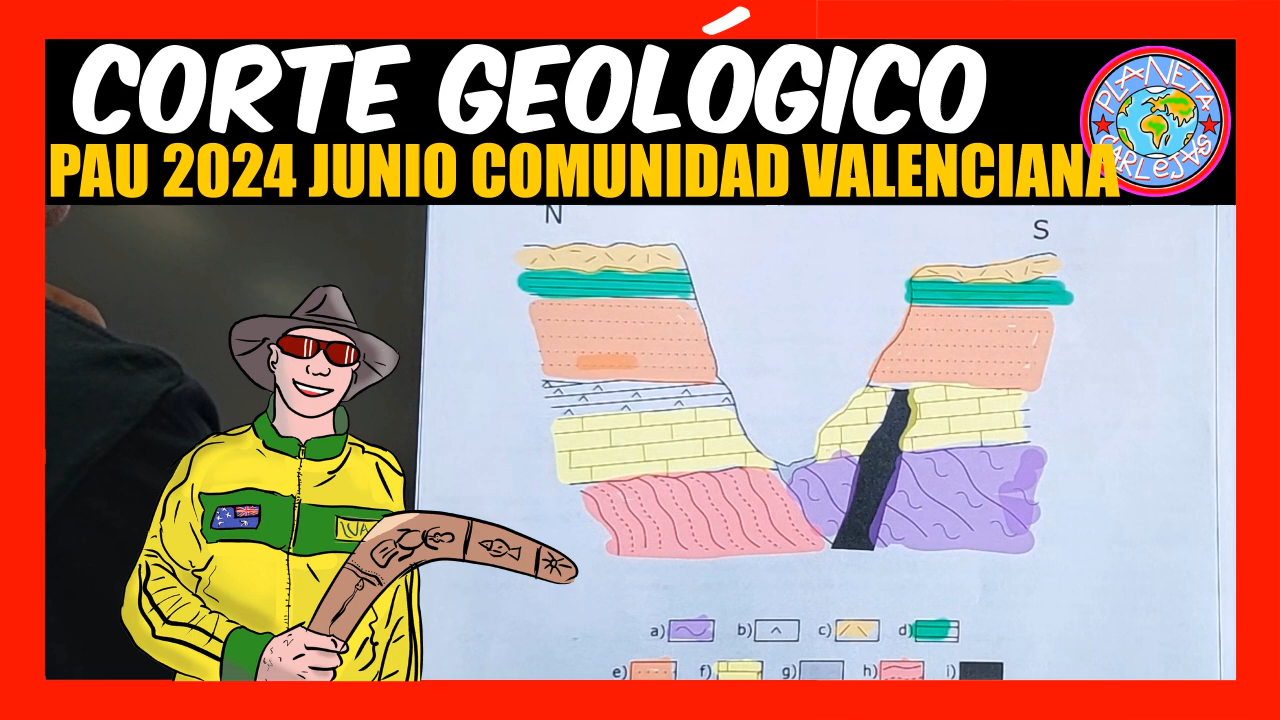 CORTE GEOLÓGICO
PAU 2024 JUNIO COMUNIDAD VALENCIANA
PLANETA
CARLEJAS
N
S
a) b) c) d)
e) f) g) h) i)